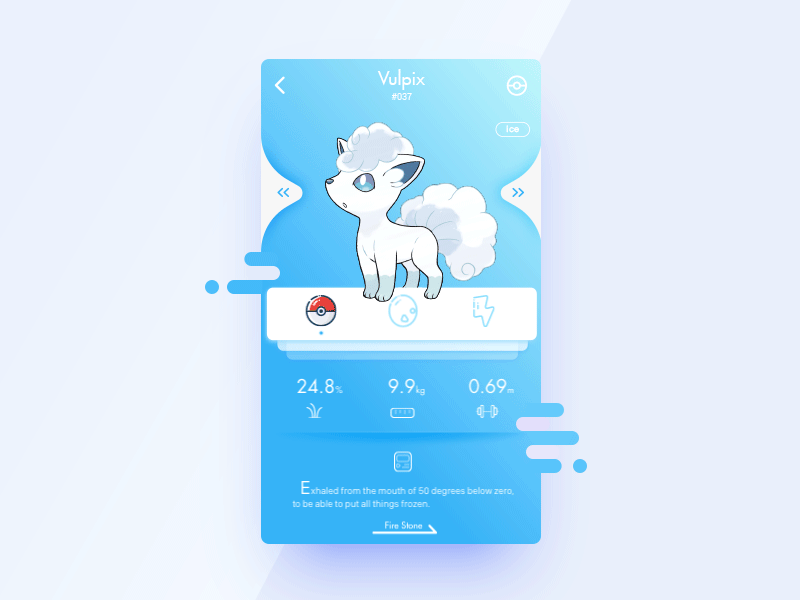 Vulpix
#037
Ice
24.8% 9.9kg 0.69m
Exhaled from the mouth of 50 degrees below zero,
to be able to put all things frozen.
Fire Stone